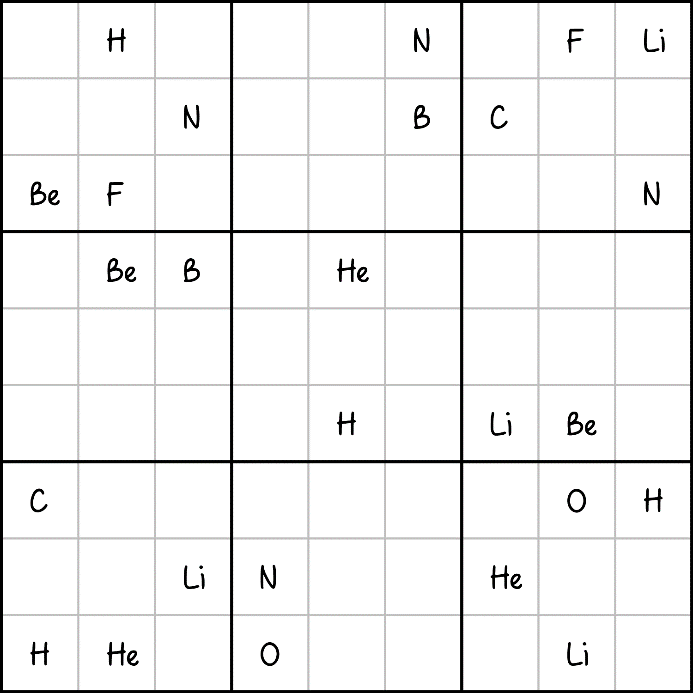 H N F Li
N B C
Be F N
Be B He
H Li Be
C O H
Li N He
H He O Li